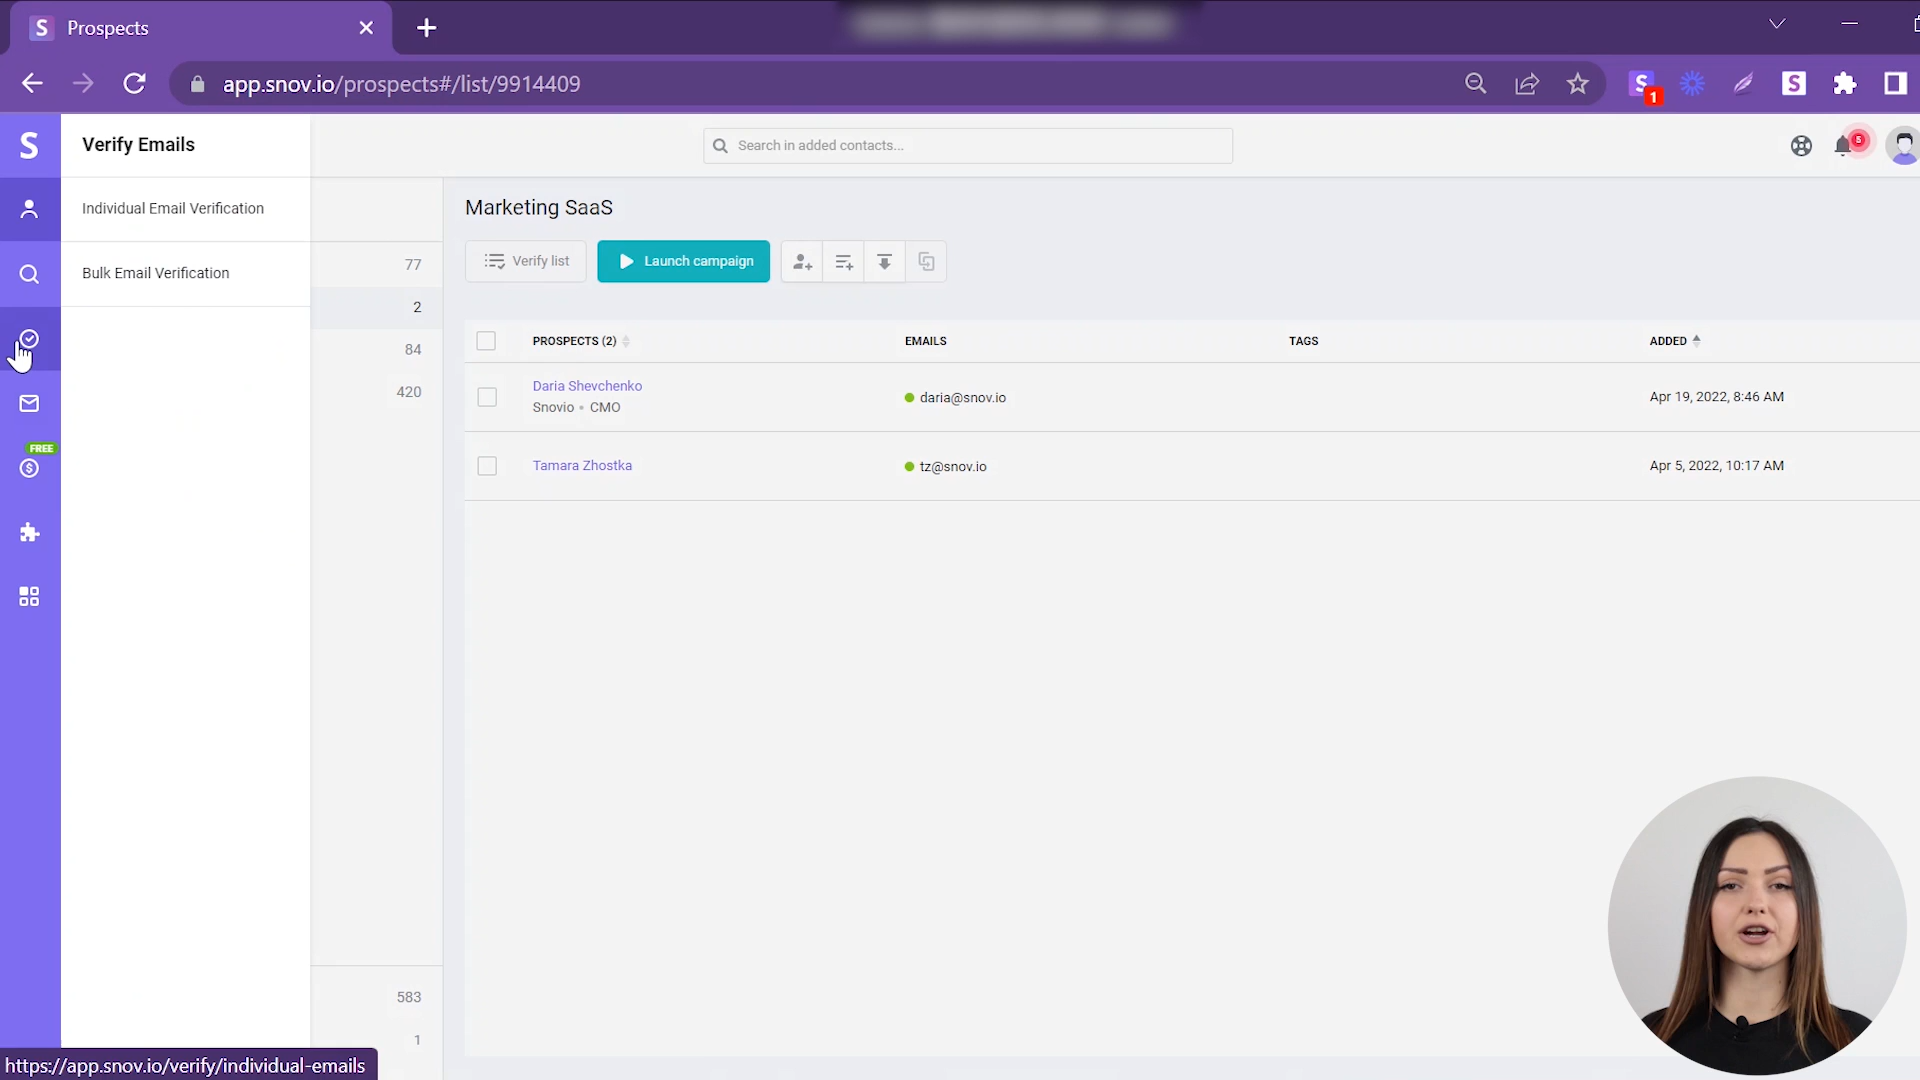 S Prospects
app.snov.io/prospects#/list/9914409
S 1
S
S
Verify Emails
Search in added contacts...
5
Individual Email Verification
Bulk Email Verification
FREE
77
2
84
420
583
1
Marketing SaaS
Verify list
Launch campaign
PROSPECTS (2) EMAILS TAGS ADDED
Daria Shevchenko
Snovio • CMO
daria@snov.io
Apr 19, 2022, 8:46 AM
Tamara Zhostka
tz@snov.io
Apr 5, 2022, 10:17 AM
https://app.snov.io/verify/individual-emails